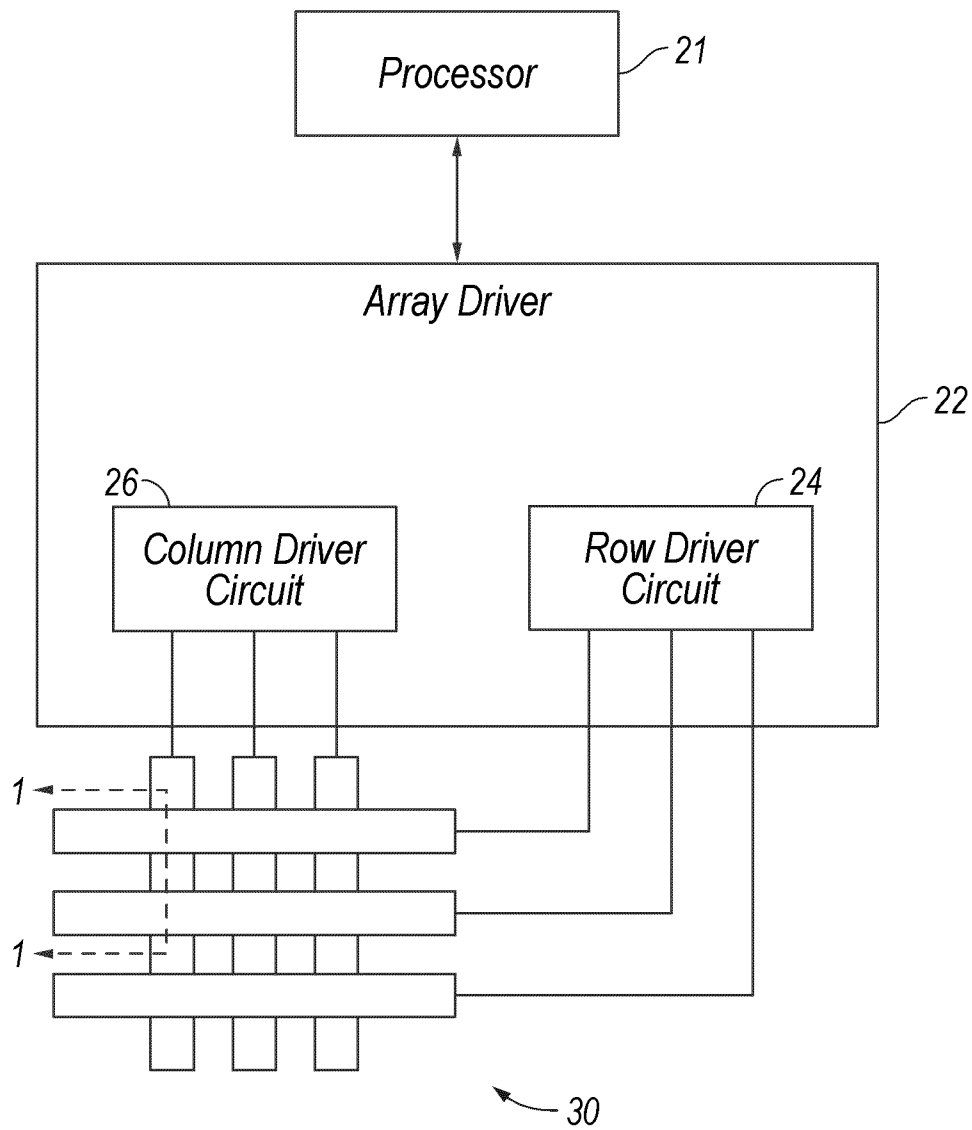 Processor
21
Array Driver
22
26
24
Column Driver
Circuit
Row Driver
Circuit
1
1
30